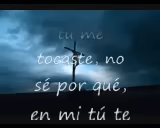 tu me
tocaste, no
sé por qué,
en mi tú te